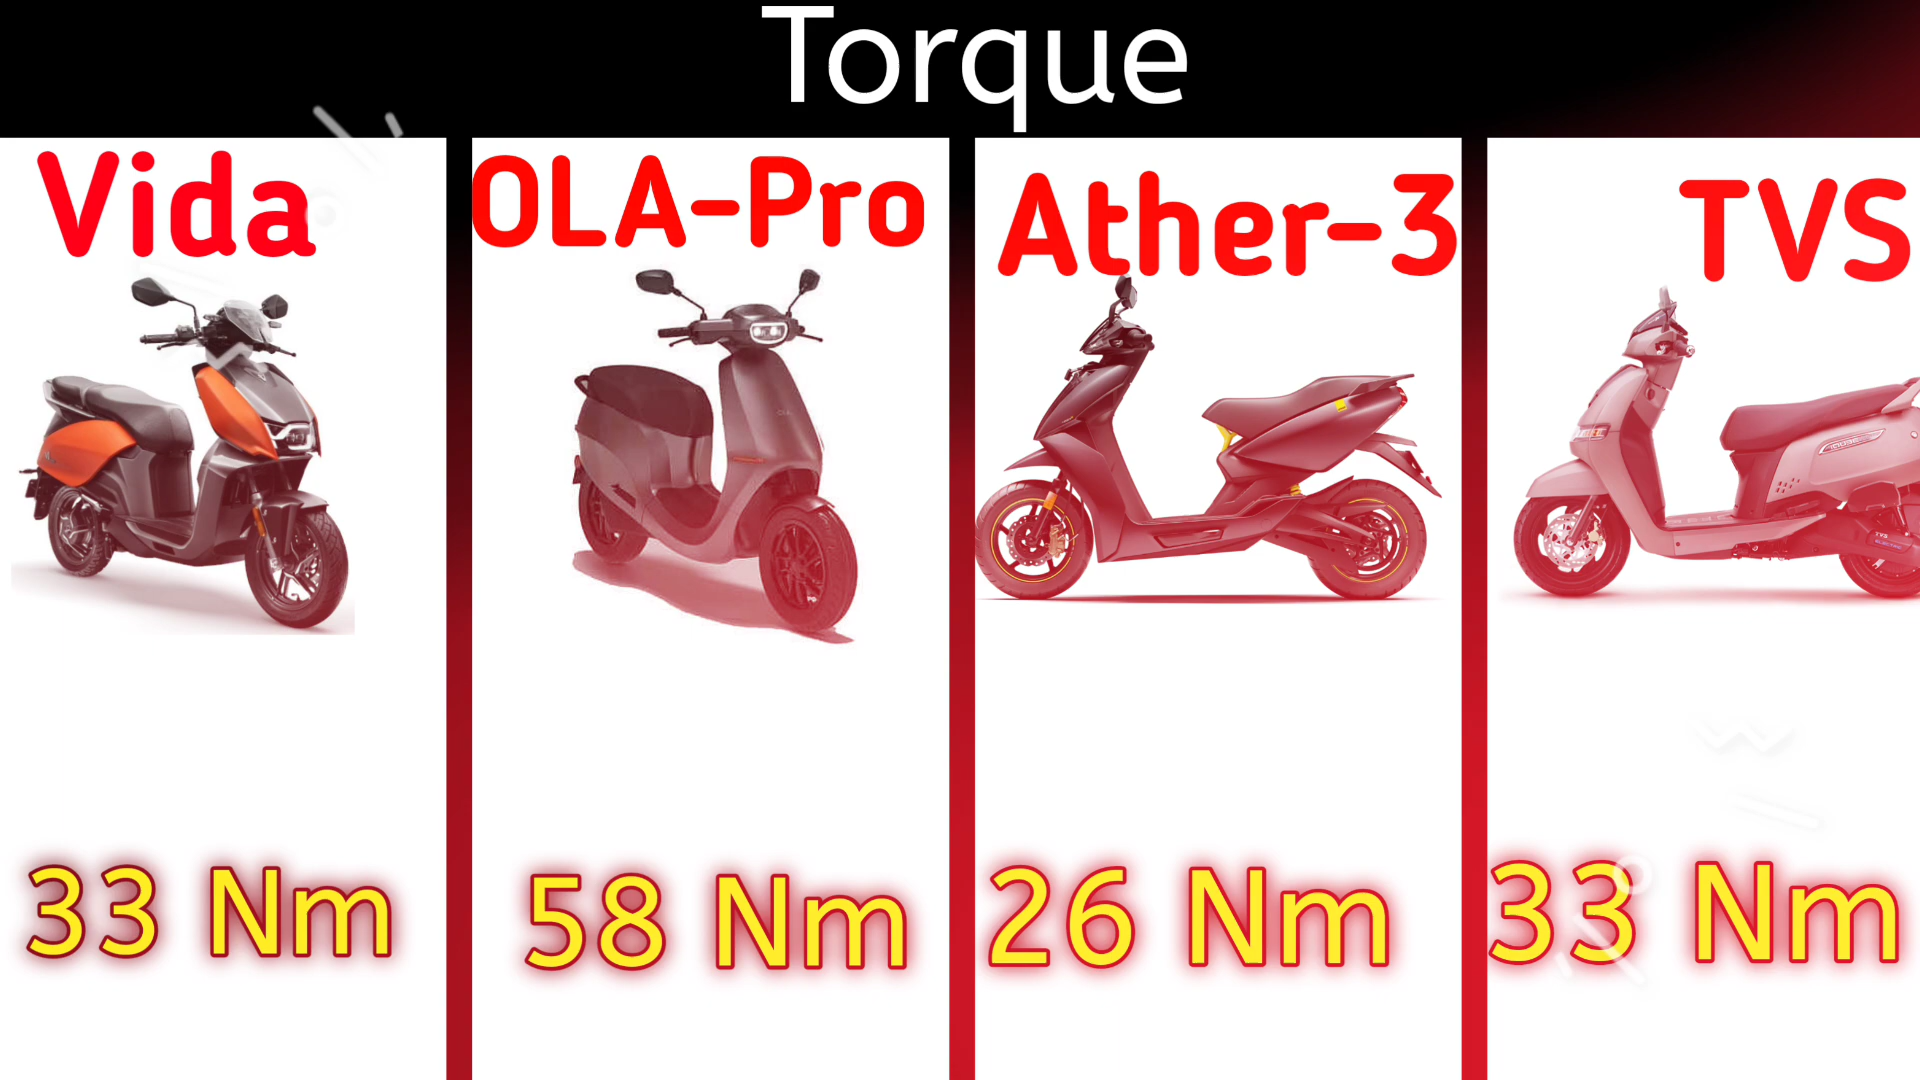 Torque
Vida
OLA-Pro
Ather-3
TVS
33 Nm
58 Nm
26 Nm
33 Nm